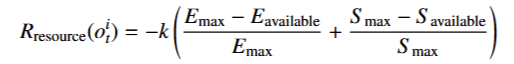 R_resource(o_t^i) = −k ( (E_max − E_available) / E_max + (S_max − S_available) / S_max )